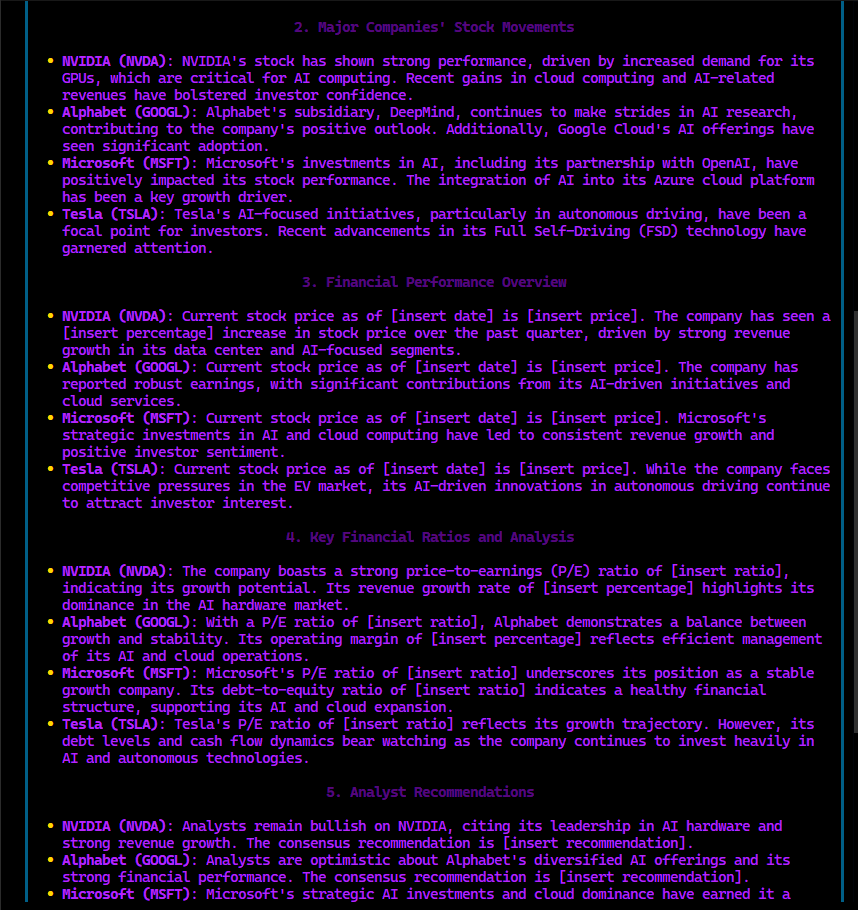 2. Major Companies' Stock Movements
• NVIDIA (NVDA): NVIDIA's stock has shown strong performance, driven by increased demand for its
GPUs, which are critical for AI computing. Recent gains in cloud computing and AI-related
revenues have bolstered investor confidence.
• Alphabet (GOOGL): Alphabet's subsidiary, DeepMind, continues to make strides in AI research,
contributing to the company's positive outlook. Additionally, Google Cloud's AI offerings have
seen significant adoption.
• Microsoft (MSFT): Microsoft's investments in AI, including its partnership with OpenAI, have
positively impacted its stock performance. The integration of AI into its Azure cloud platform
has been a key growth driver.
• Tesla (TSLA): Tesla's AI-focused initiatives, particularly in autonomous driving, have been a
focal point for investors. Recent advancements in its Full Self-Driving (FSD) technology have
garnered attention.
3. Financial Performance Overview
• NVIDIA (NVDA): Current stock price as of [insert date] is [insert price]. The company has seen a
[insert percentage] increase in stock price over the past quarter, driven by strong revenue
growth in its data center and AI-focused segments.
• Alphabet (GOOGL): Current stock price as of [insert date] is [insert price]. The company has
reported robust earnings, with significant contributions from its AI-driven initiatives and
cloud services.
• Microsoft (MSFT): Current stock price as of [insert date] is [insert price]. Microsoft's
strategic investments in AI and cloud computing have led to consistent revenue growth and
positive investor sentiment.
• Tesla (TSLA): Current stock price as of [insert date] is [insert price]. While the company faces
competitive pressures in the EV market, its AI-driven innovations in autonomous driving continue
to attract investor interest.
4. Key Financial Ratios and Analysis
• NVIDIA (NVDA): The company boasts a strong price-to-earnings (P/E) ratio of [insert ratio],
indicating its growth potential. Its revenue growth rate of [insert percentage] highlights its
dominance in the AI hardware market.
• Alphabet (GOOGL): With a P/E ratio of [insert ratio], Alphabet demonstrates a balance between
growth and stability. Its operating margin of [insert percentage] reflects efficient management
of its AI and cloud operations.
• Microsoft (MSFT): Microsoft's P/E ratio of [insert ratio] underscores its position as a stable
growth company. Its debt-to-equity ratio of [insert ratio] indicates a healthy financial
structure, supporting its AI and cloud expansion.
• Tesla (TSLA): Tesla's P/E ratio of [insert ratio] reflects its growth trajectory. However, its
debt levels and cash flow dynamics bear watching as the company continues to invest heavily in
AI and autonomous technologies.
5. Analyst Recommendations
• NVIDIA (NVDA): Analysts remain bullish on NVIDIA, citing its leadership in AI hardware and
strong revenue growth. The consensus recommendation is [insert recommendation].
• Alphabet (GOOGL): Analysts are optimistic about Alphabet's diversified AI offerings and its
strong financial performance. The consensus recommendation is [insert recommendation].
• Microsoft (MSFT): Microsoft's strategic AI investments and cloud dominance have earned it a